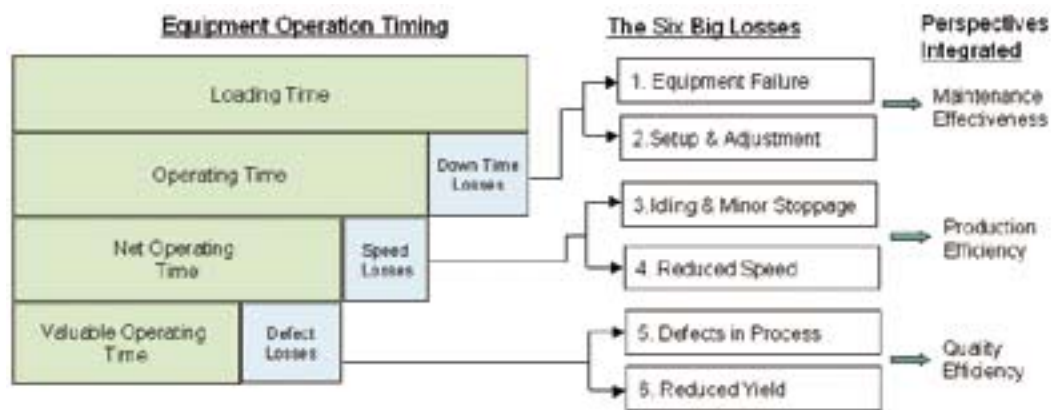 Equipment Operation Timing
The Six Big Losses
Perspectives
Integrated
Loading Time
1. Equipment Failure
Maintenance
Effectiveness
2.Setup & Adjustment
Operating Time
Down Time
Losses
3.Idling & Minor Stoppage
Net Operating
Time
Speed
Losses
Production
Efficiency
4. Reduced Speed
Valuable Operating
Time
Defect
Losses
5. Defects in Process
Quality
Efficiency
6. Reduced Yield